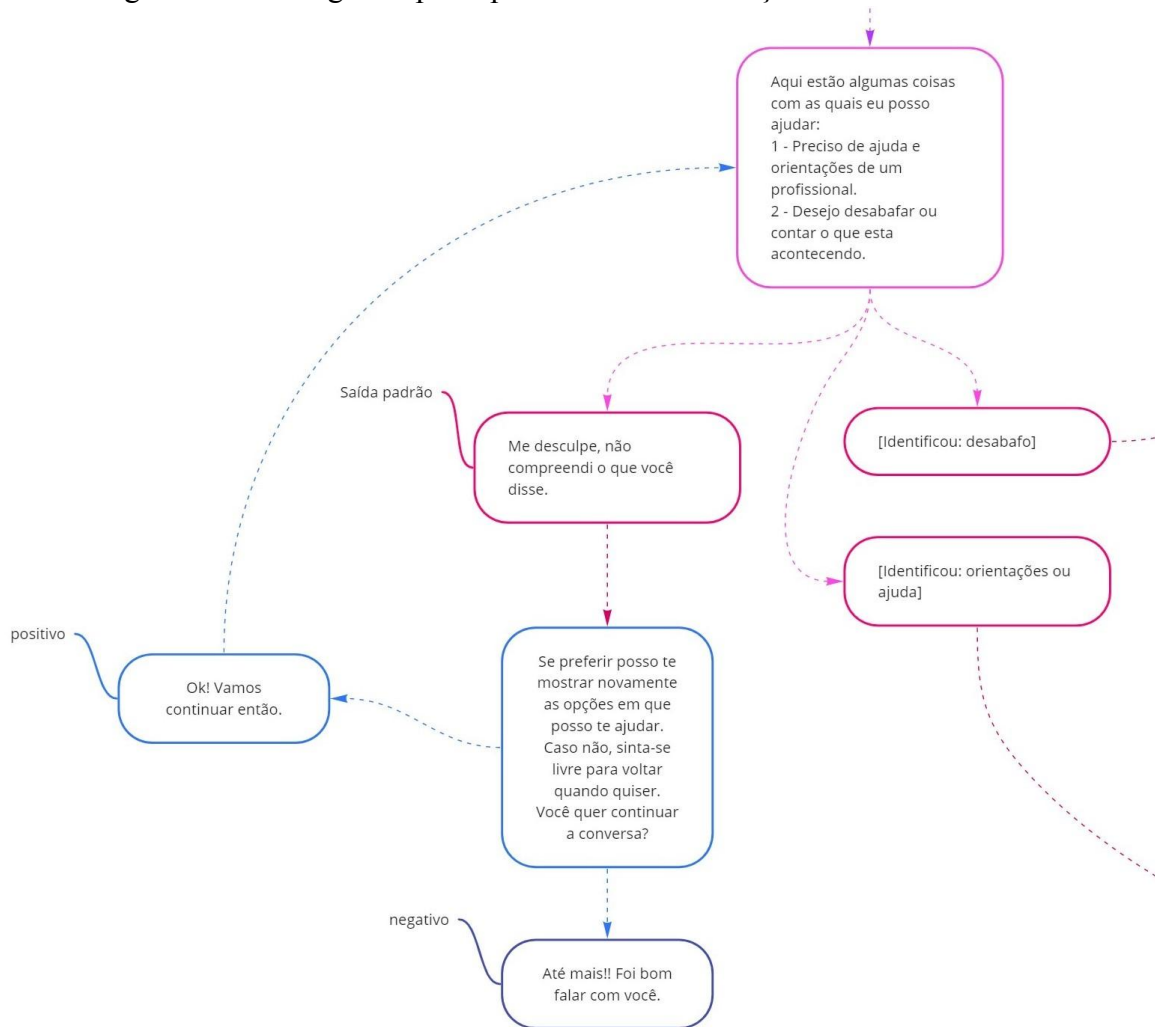 Aqui estão algumas coisas
com as quais eu posso
ajudar:
1 - Preciso de ajuda e
orientações de um
profissional.
2 - Desejo desabafar ou
contar o que esta
acontecendo.
Saída padrão
Me desculpe, não
compreendi o que você
disse.
[Identificou: desabafo]
[Identificou: orientações ou
ajuda]
positivo
Ok! Vamos
continuar então.
Se preferir posso te
mostrar novamente
as opções em que
posso te ajudar.
Caso não, sinta-se
livre para voltar
quando quiser.
Você quer continuar
a conversa?
negativo
Até mais!! Foi bom
falar com você.